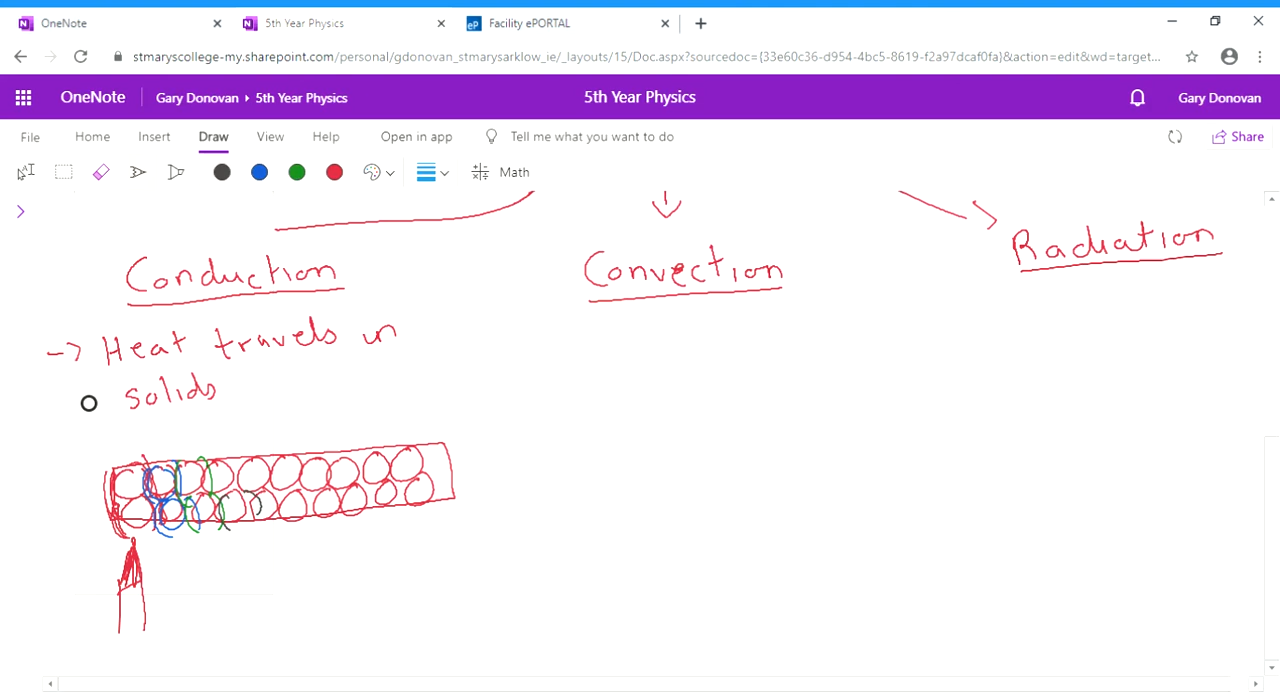 OneNote
5th Year Physics
Facility ePORTAL
stmaryscollege-my.sharepoint.com/personal/gdonovan_stmarysarklow_ie/_layouts/15/Doc.aspx?sourcedoc={33e60c36-d954-4bc5-8619-f2a97dcaf0fa}&action=edit&wd=target...
OneNote
Gary Donovan › 5th Year Physics
5th Year Physics
Gary Donovan
File Home Insert Draw View Help Open in app Tell me what you want to do
Share
Math
Conduction
Convection
Radiation
-> Heat travels in
solids